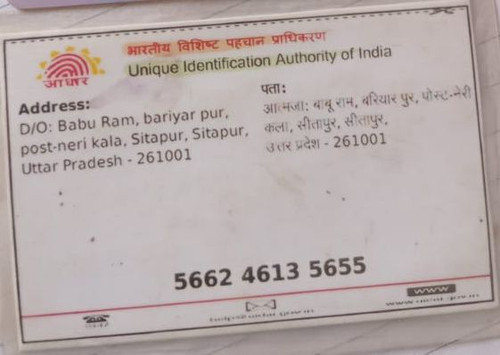 भारतीय विशिष्ट पहचान प्राधिकरण
Unique Identification Authority of India
आधार
Address:
D/O: Babu Ram, bariyar pur,
post-neri kala, Sitapur, Sitapur,
Uttar Pradesh - 261001
पता:
आत्मजा: बाबू राम, बरियार पुर, पोस्ट-नेरी
कला, सीतापुर, सीतापुर,
उत्तर प्रदेश - 261001
5662 4613 5655
www